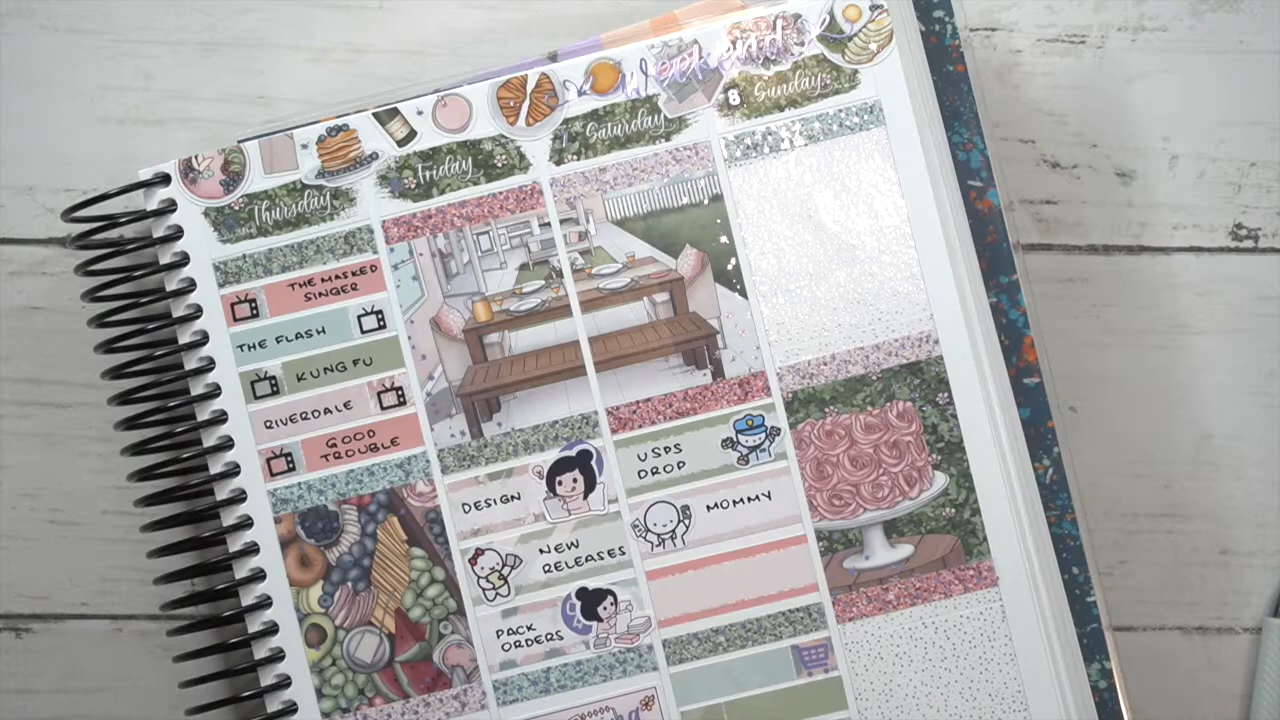 weekend
Thursday
Friday
Saturday
8 Sunday
THE MASKED
SINGER
THE FLASH
KUNG FU
RIVERDALE
GOOD
TROUBLE
DESIGN
NEW
RELEASES
PACK
ORDERS
USPS
DROP
MOMMY